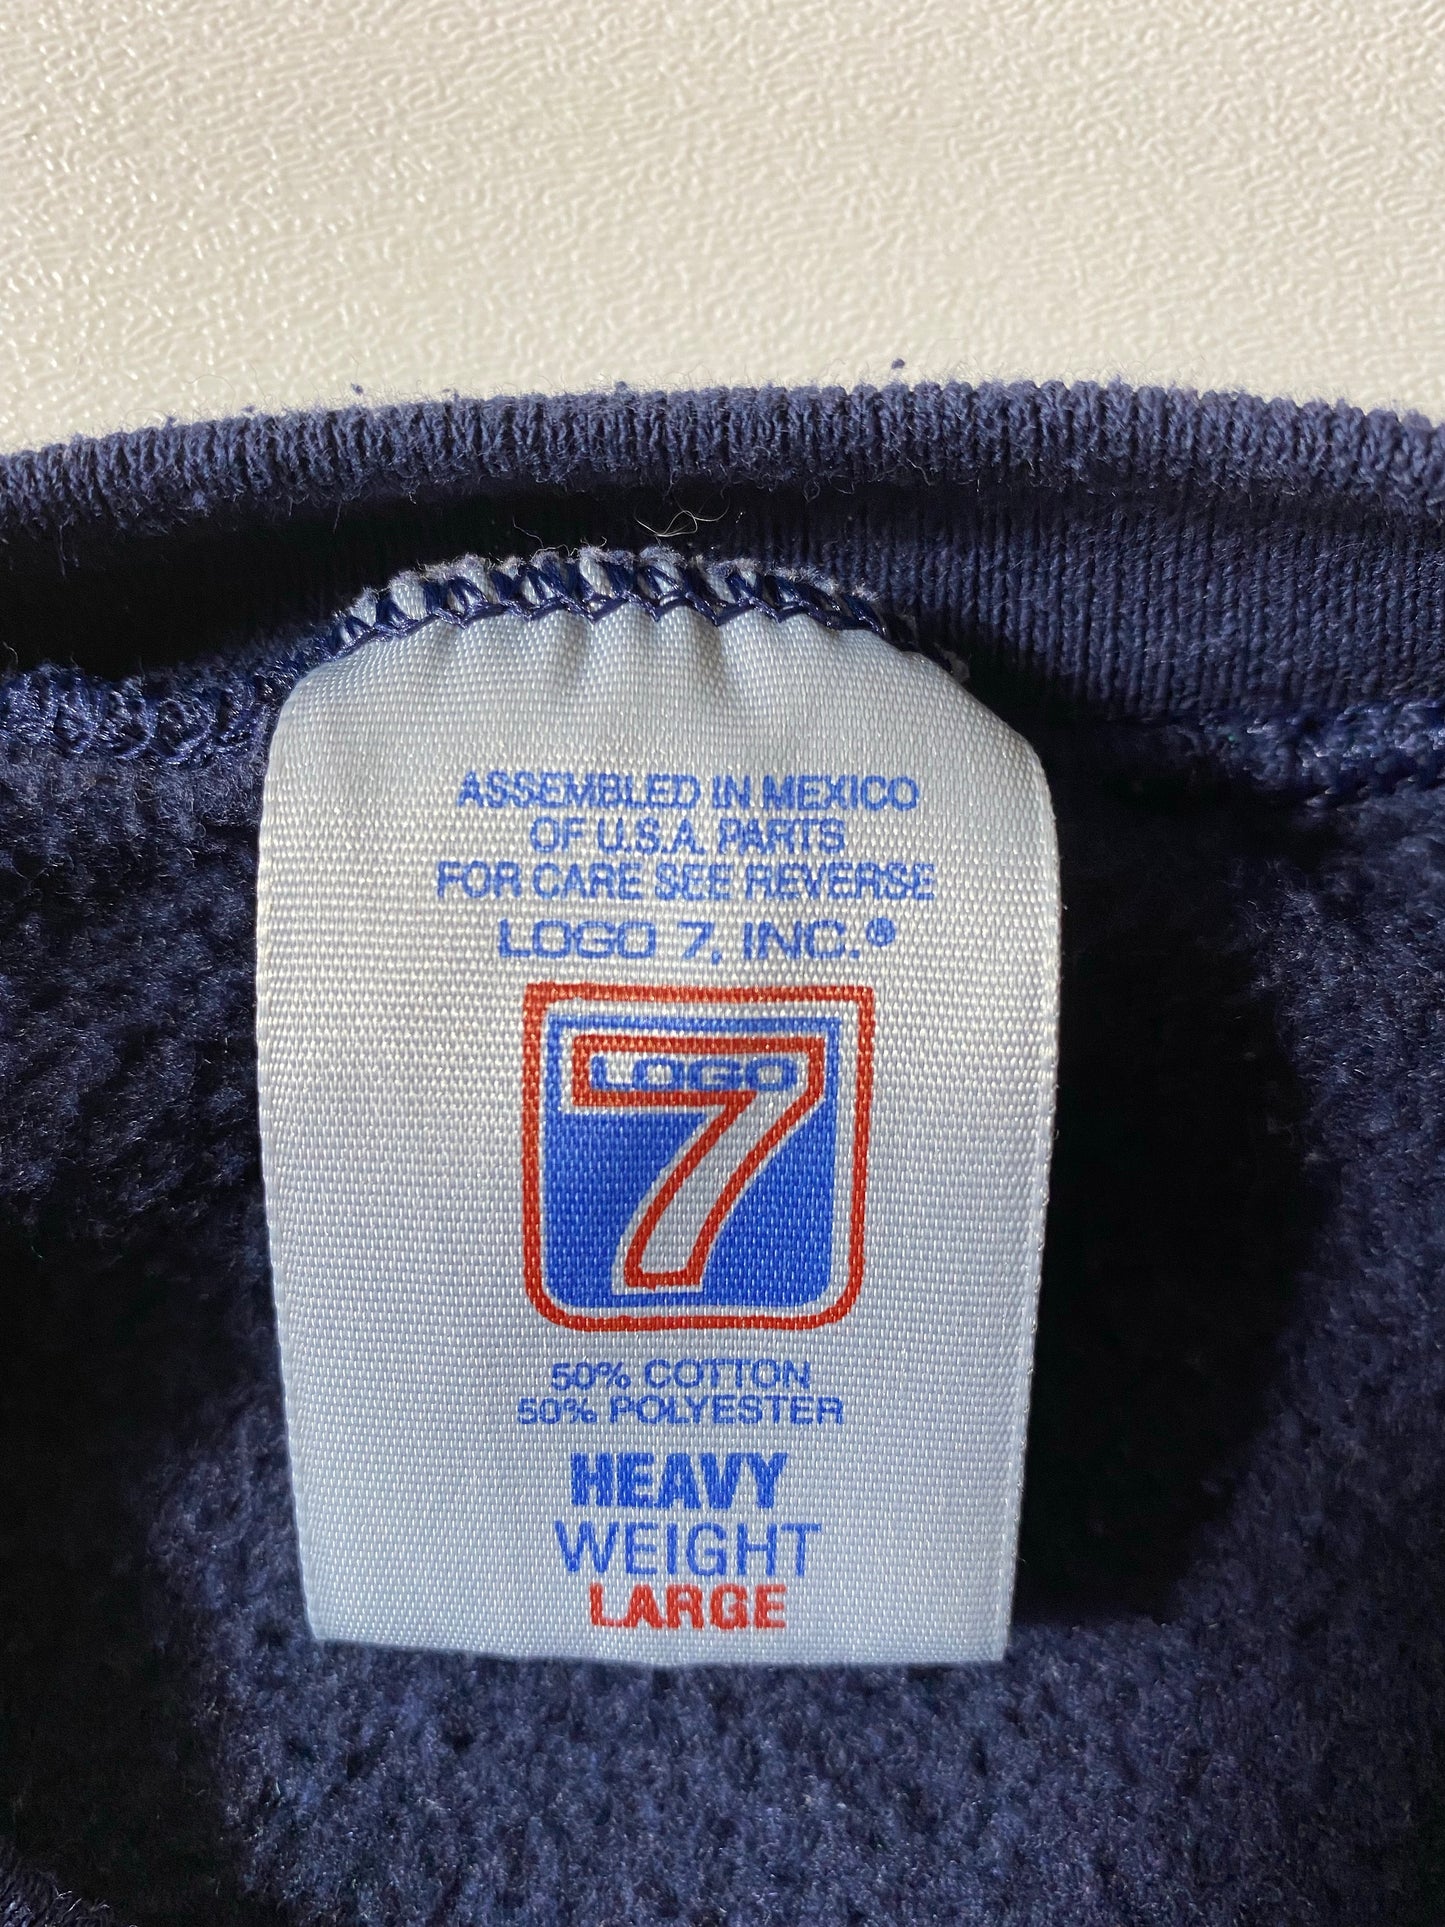 ASSEMBLED IN MEXICO
OF U.S.A. PARTS
FOR CARE SEE REVERSE
LOGO 7, INC.®
LOGO
7
50% COTTON
50% POLYESTER
HEAVY
WEIGHT
LARGE